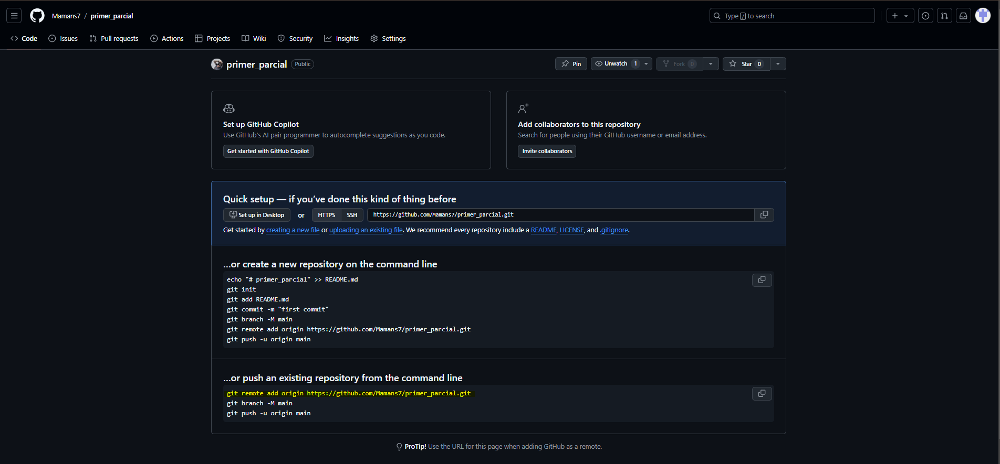 Mamans7 / primer_parcial
Type / to search
Code Issues Pull requests Actions Projects Wiki Security Insights Settings
primer_parcial Public
Pin Unwatch 1 Fork 0 Star 0
Set up GitHub Copilot
Use GitHub's AI pair programmer to autocomplete suggestions as you code.
Get started with GitHub Copilot
Add collaborators to this repository
Search for people using their GitHub username or email address.
Invite collaborators
Quick setup — if you've done this kind of thing before
Set up in Desktop or HTTPS SSH https://github.com/Mamans7/primer_parcial.git
Get started by creating a new file or uploading an existing file. We recommend every repository include a README, LICENSE, and .gitignore.
…or create a new repository on the command line
echo "# primer_parcial" >> README.md
git init
git add README.md
git commit -m "first commit"
git branch -M main
git remote add origin https://github.com/Mamans7/primer_parcial.git
git push -u origin main
…or push an existing repository from the command line
git remote add origin https://github.com/Mamans7/primer_parcial.git
git branch -M main
git push -u origin main
ProTip! Use the URL for this page when adding GitHub as a remote.